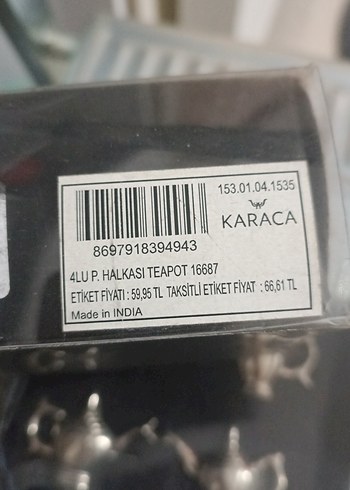 153.01.04.1535
KARACA
8697918394943
4LU P. HALKASI TEAPOT 16687
ETİKET FİYATI : 59,95 TL TAKSİTLİ ETİKET FİYAT : 66,61 TL
Made in INDIA